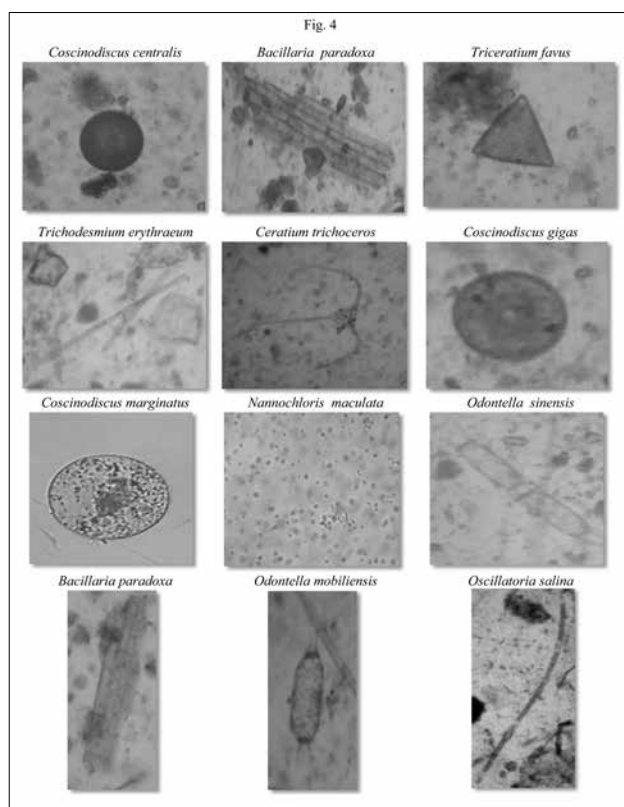 Fig. 4
Coscinodiscus centralis Bacillaria paradoxa Triceratium favus
Trichodesmium erythraeum Ceratium trichoceros Coscinodiscus gigas
Coscinodiscus marginatus Nannochloris maculata Odontella sinensis
Bacillaria paradoxa Odontella mobiliensis Oscillatoria salina